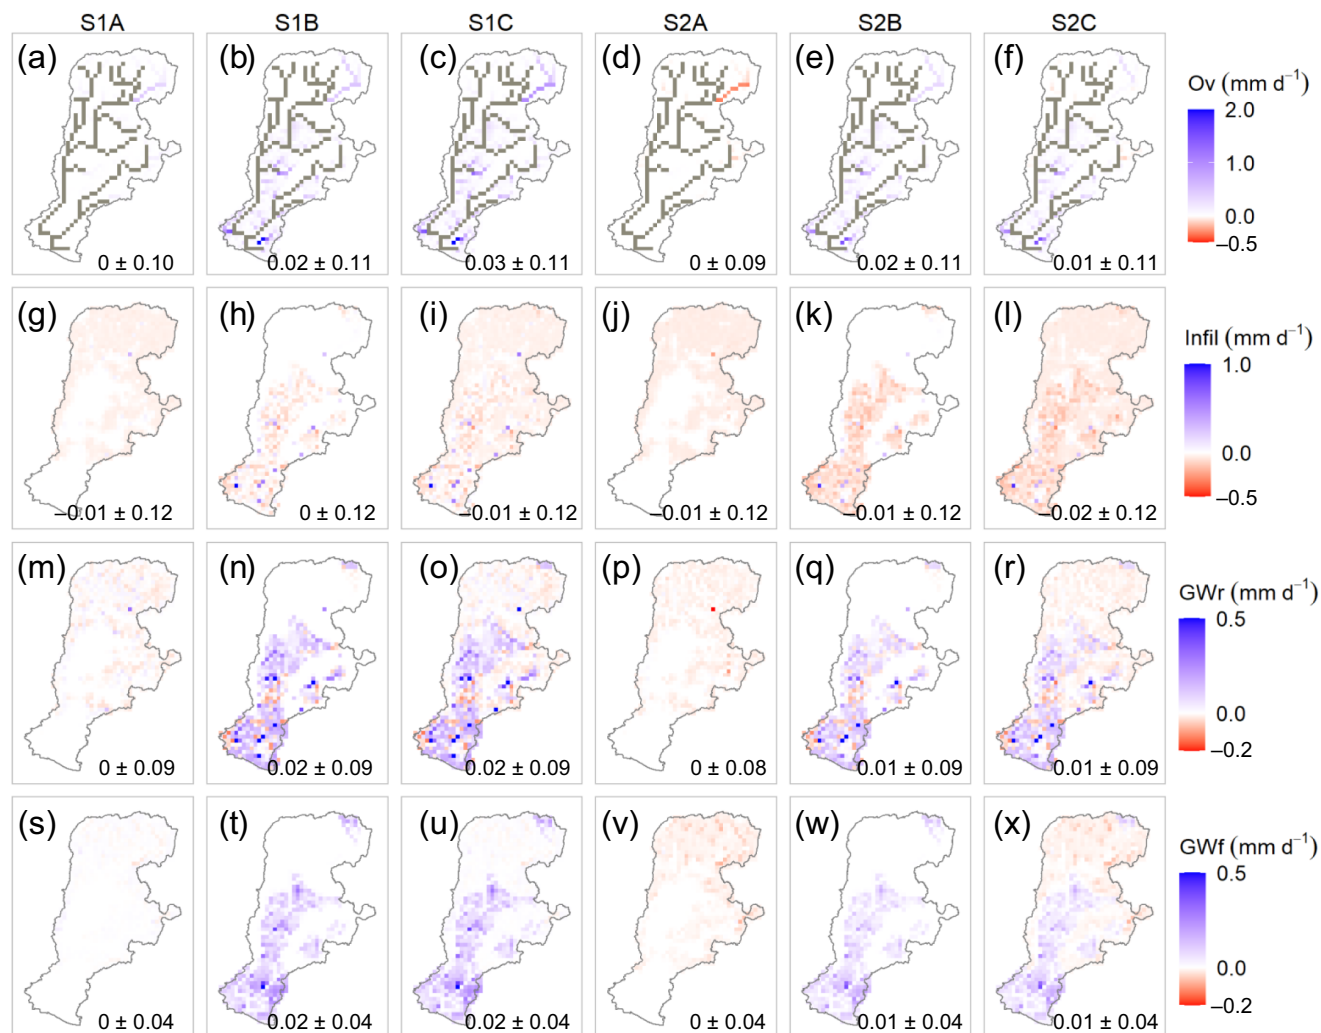 S1A S1B S1C S2A S2B S2C
(a) (b) (c) (d) (e) (f)
Ov (mm d⁻¹)
2.0
1.0
0.0
−0.5
0 ± 0.10 0.02 ± 0.11 0.03 ± 0.11 0 ± 0.09 0.02 ± 0.11 0.01 ± 0.11
(g) (h) (i) (j) (k) (l)
Infil (mm d⁻¹)
1.0
0.0
−0.5
−0.01 ± 0.12 0 ± 0.12 −0.01 ± 0.12 −0.01 ± 0.12 −0.01 ± 0.12 −0.02 ± 0.12
(m) (n) (o) (p) (q) (r)
GWr (mm d⁻¹)
0.5
0.0
−0.2
0 ± 0.09 0.02 ± 0.09 0.02 ± 0.09 0 ± 0.08 0.01 ± 0.09 0.01 ± 0.09
(s) (t) (u) (v) (w) (x)
GWf (mm d⁻¹)
0.5
0.0
−0.2
0 ± 0.04 0.02 ± 0.04 0.02 ± 0.04 0 ± 0.04 0.01 ± 0.04 0.01 ± 0.04